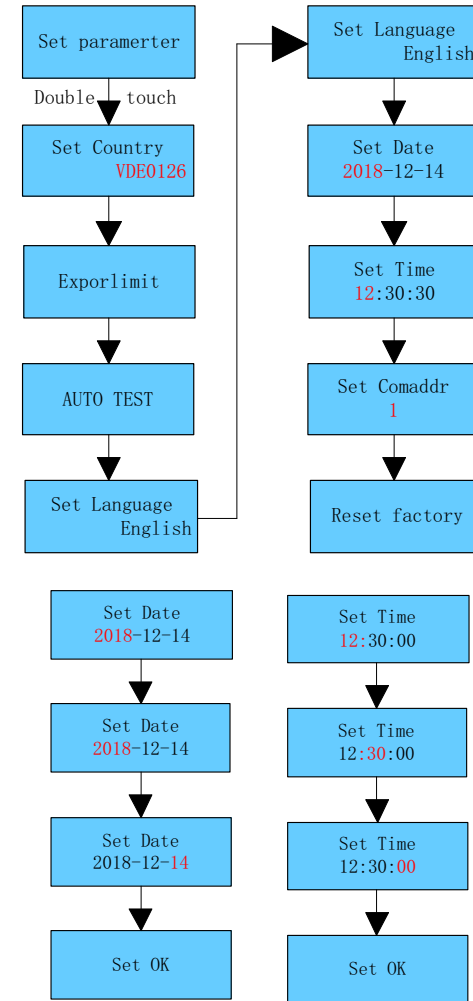 Set paramerter
Double touch
Set Country
VDE0126
Exporlimit
AUTO TEST
Set Language
English
Set Language
English
Set Date
2018-12-14
Set Time
12:30:30
Set Comaddr
1
Reset factory
Set Date
2018-12-14
Set Date
2018-12-14
Set Date
2018-12-14
Set OK
Set Time
12:30:00
Set Time
12:30:00
Set Time
12:30:00
Set OK